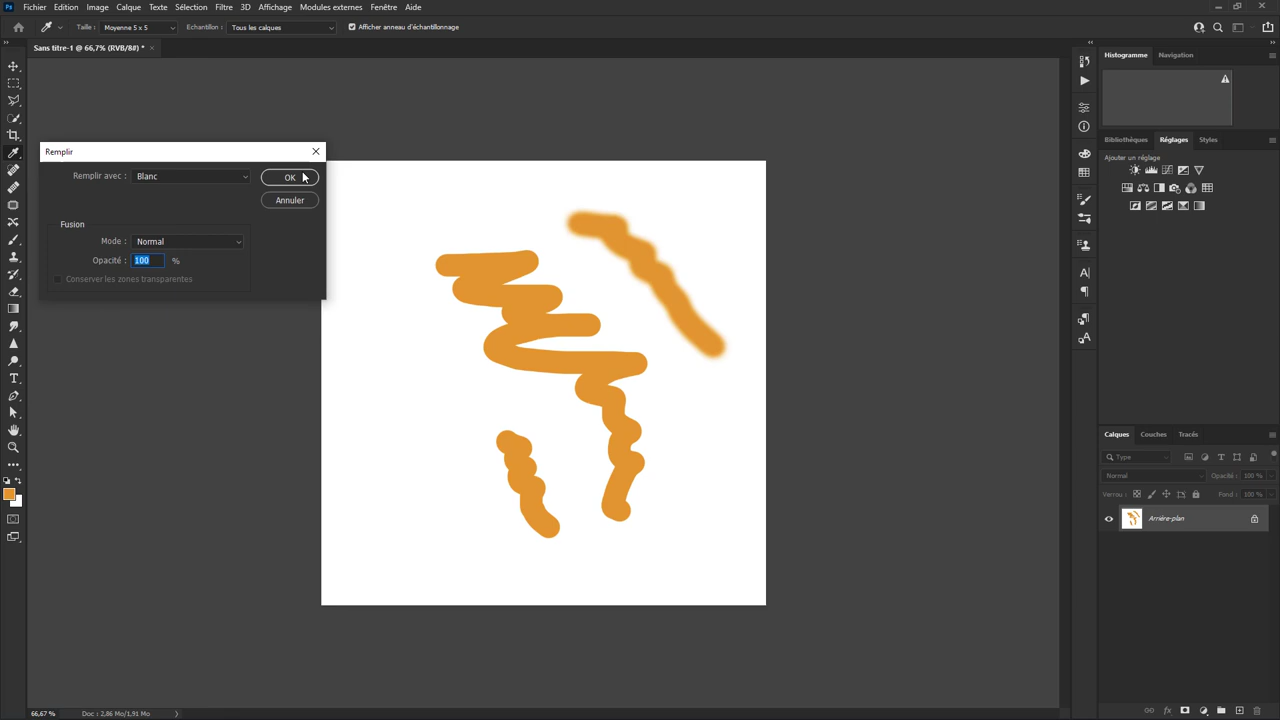 Ps Fichier Edition Image Calque Texte Sélection Filtre 3D Affichage Modules externes Fenêtre Aide
Taille : Moyenne 5 x 5 Echantillon : Tous les calques Afficher anneau d'échantillonnage
Sans titre-1 @ 66,7% (RVB/8#) *
Histogramme Navigation
Bibliothèques Réglages Styles
Ajouter un réglage
Remplir
Remplir avec : Blanc OK
Annuler
Fusion
Mode : Normal
Opacité : 100 %
Conserver les zones transparentes
Calques Couches Tracés
Type
Normal Opacité : 100 %
Verrou : Fond : 100 %
Arrière-plan
66,67 % Doc : 2,86 Mo/1,91 Mo